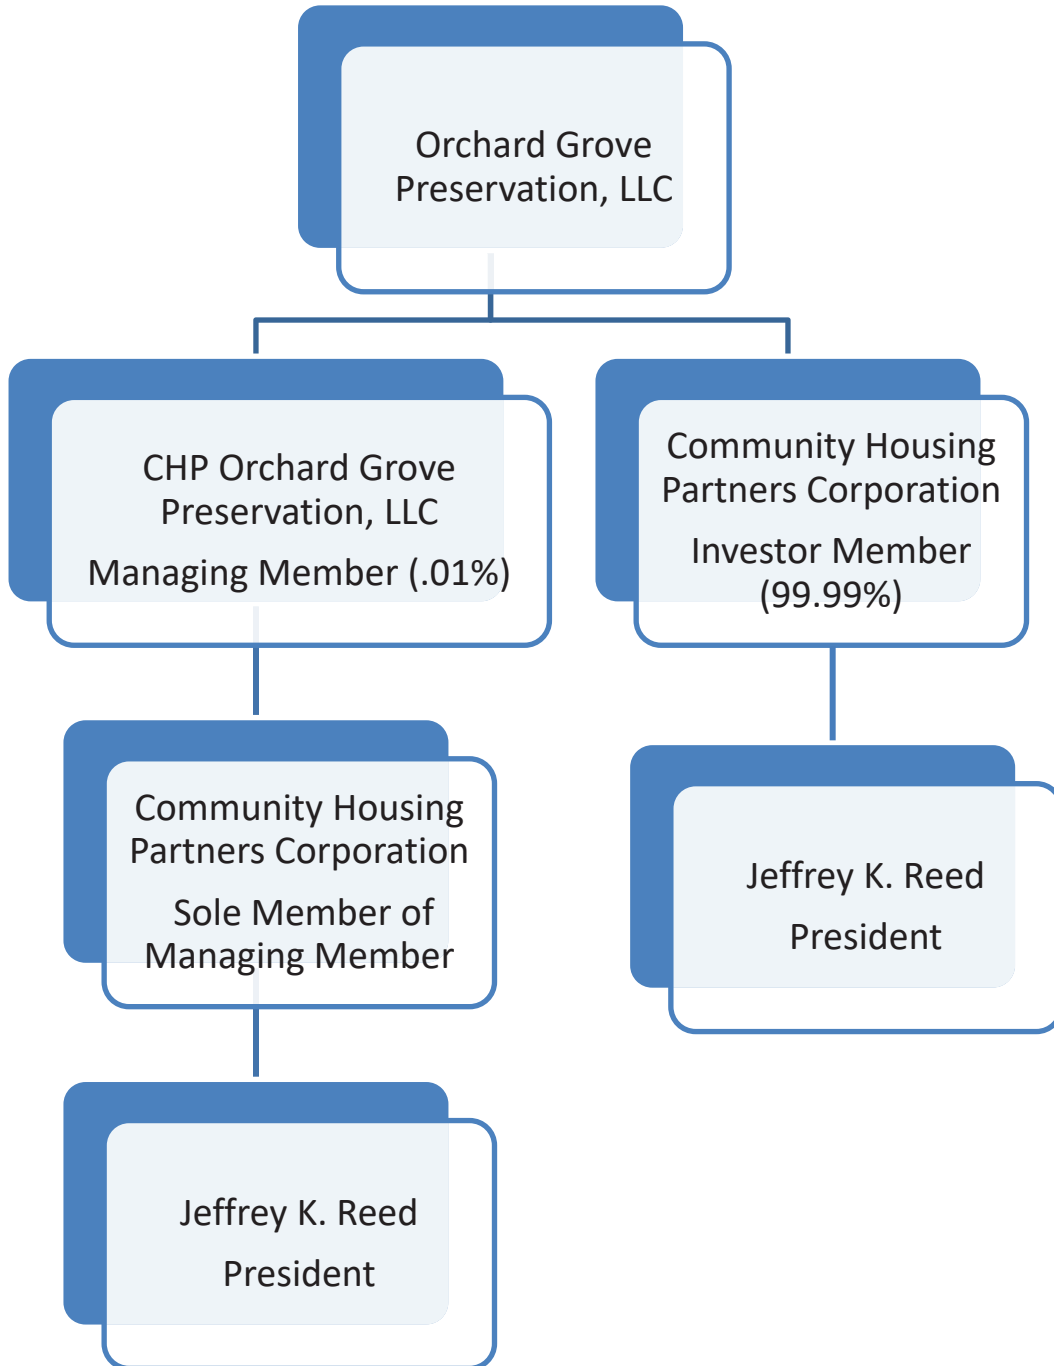 Orchard Grove
Preservation, LLC
CHP Orchard Grove
Preservation, LLC
Managing Member (.01%)
Community Housing
Partners Corporation
Investor Member
(99.99%)
Community Housing
Partners Corporation
Sole Member of
Managing Member
Jeffrey K. Reed
President
Jeffrey K. Reed
President